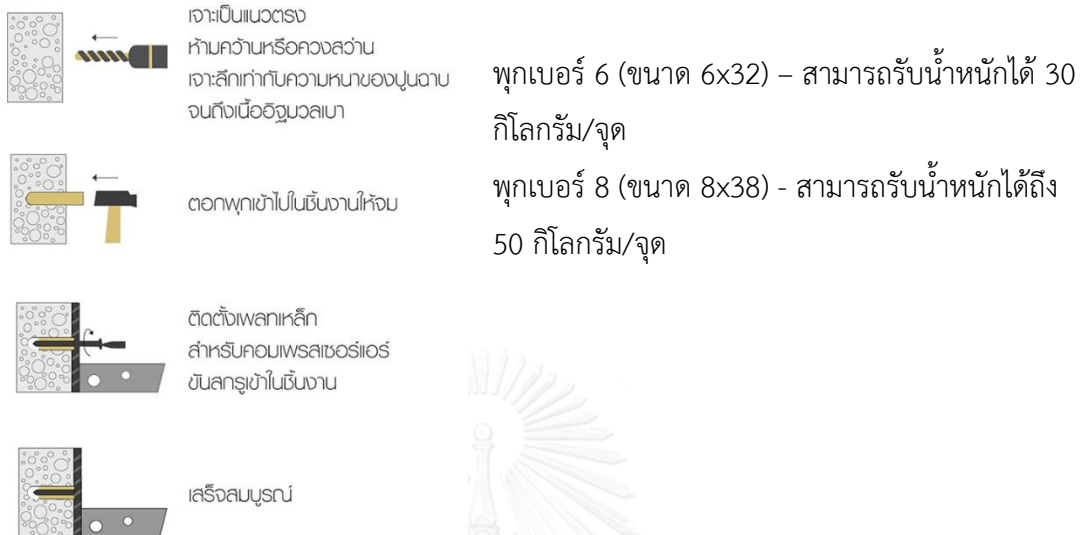 เจาะเป็นแนวตรง
ห้ามคว้านหรือควงสว่าน
เจาะลึกเท่ากับความหนาของปูนฉาบ
จนถึงเนื้ออิฐมวลเบา
ตอกพุกเข้าไปในชิ้นงานให้จม
ติดตั้งเพลทเหล็ก
สำหรับคอมเพรสเซอร์แอร์
ขันสกรูเข้าในชิ้นงาน
เสร็จสมบูรณ์
พุกเบอร์ 6 (ขนาด 6x32) – สามารถรับน้ำหนักได้ 30
กิโลกรัม/จุด
พุกเบอร์ 8 (ขนาด 8x38) - สามารถรับน้ำหนักได้ถึง
50 กิโลกรัม/จุด